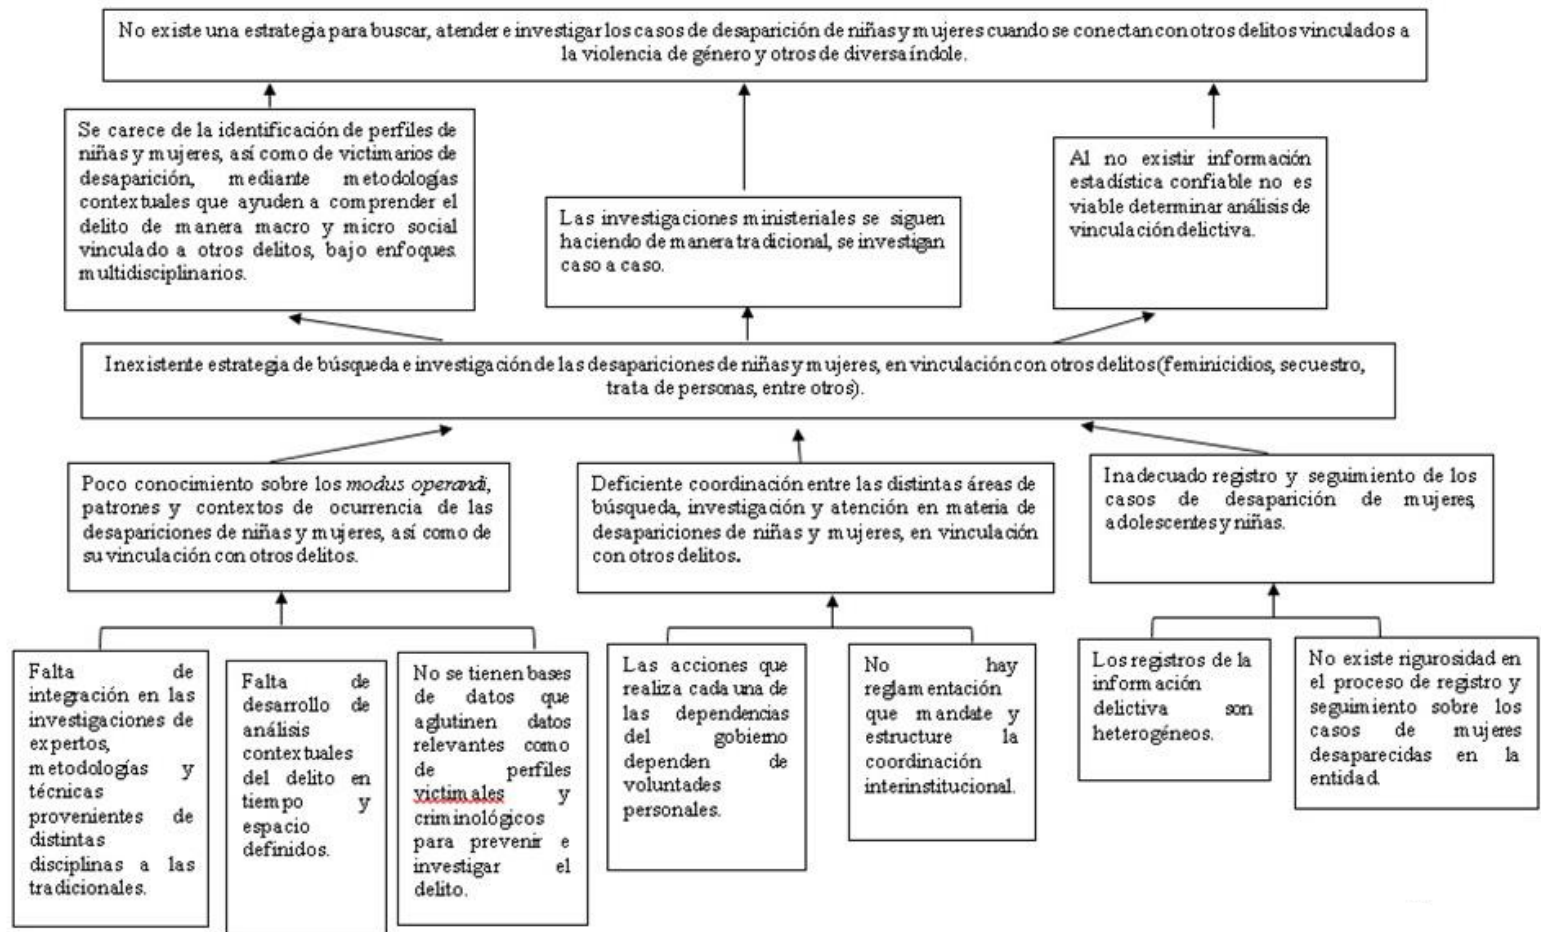 No existe una estrategia para buscar, atender e investigar los casos de desaparición de niñas y mujeres cuando se conectan con otros delitos vinculados a
la violencia de género y otros de diversa índole.
Se carece de la identificación de perfiles de
niñas y mujeres, así como de victimarios de
desaparición, mediante metodologías
contextuales que ayuden a comprender el
delito de manera macro y micro social
vinculado a otros delitos, bajo enfoques
multidisciplinarios.
Las investigaciones ministeriales se siguen
haciendo de manera tradicional, se investigan
caso a caso.
Al no existir información
estadística confiable no es
viable determinar análisis de
vinculación delictiva.
Inexistente estrategia de búsqueda e investigación de las desapariciones de niñas y mujeres, en vinculación con otros delitos (feminicidios, secuestro,
trata de personas, entre otros).
Poco conocimiento sobre los modus operandi,
patrones y contextos de ocurrencia de las
desapariciones de niñas y mujeres, así como de
su vinculación con otros delitos.
Deficiente coordinación entre las distintas áreas de
búsqueda, investigación y atención en materia de
desapariciones de niñas y mujeres, en vinculación
con otros delitos.
Inadecuado registro y seguimiento de los
casos de desaparición de mujeres,
adolescentes y niñas.
Falta de
integración en las
investigaciones de
expertos,
metodologías y
técnicas
provenientes de
distintas
disciplinas a las
tradicionales.
Falta de
desarrollo de
análisis
contextuales
del delito en
tiempo y
espacio
definidos.
No se tienen bases
de datos que
aglutinen datos
relevantes como
de perfiles
victimales y
criminológicos
para prevenir e
investigar el
delito.
Las acciones que
realiza cada una de
las dependencias
del gobierno
dependen de
voluntades
personales.
No hay
reglamentación
que mandate y
estructure la
coordinación
interinstitucional.
Los registros de la
información
delictiva son
heterogéneos.
No existe rigurosidad en
el proceso de registro y
seguimiento sobre los
casos de mujeres
desaparecidas en la
entidad.